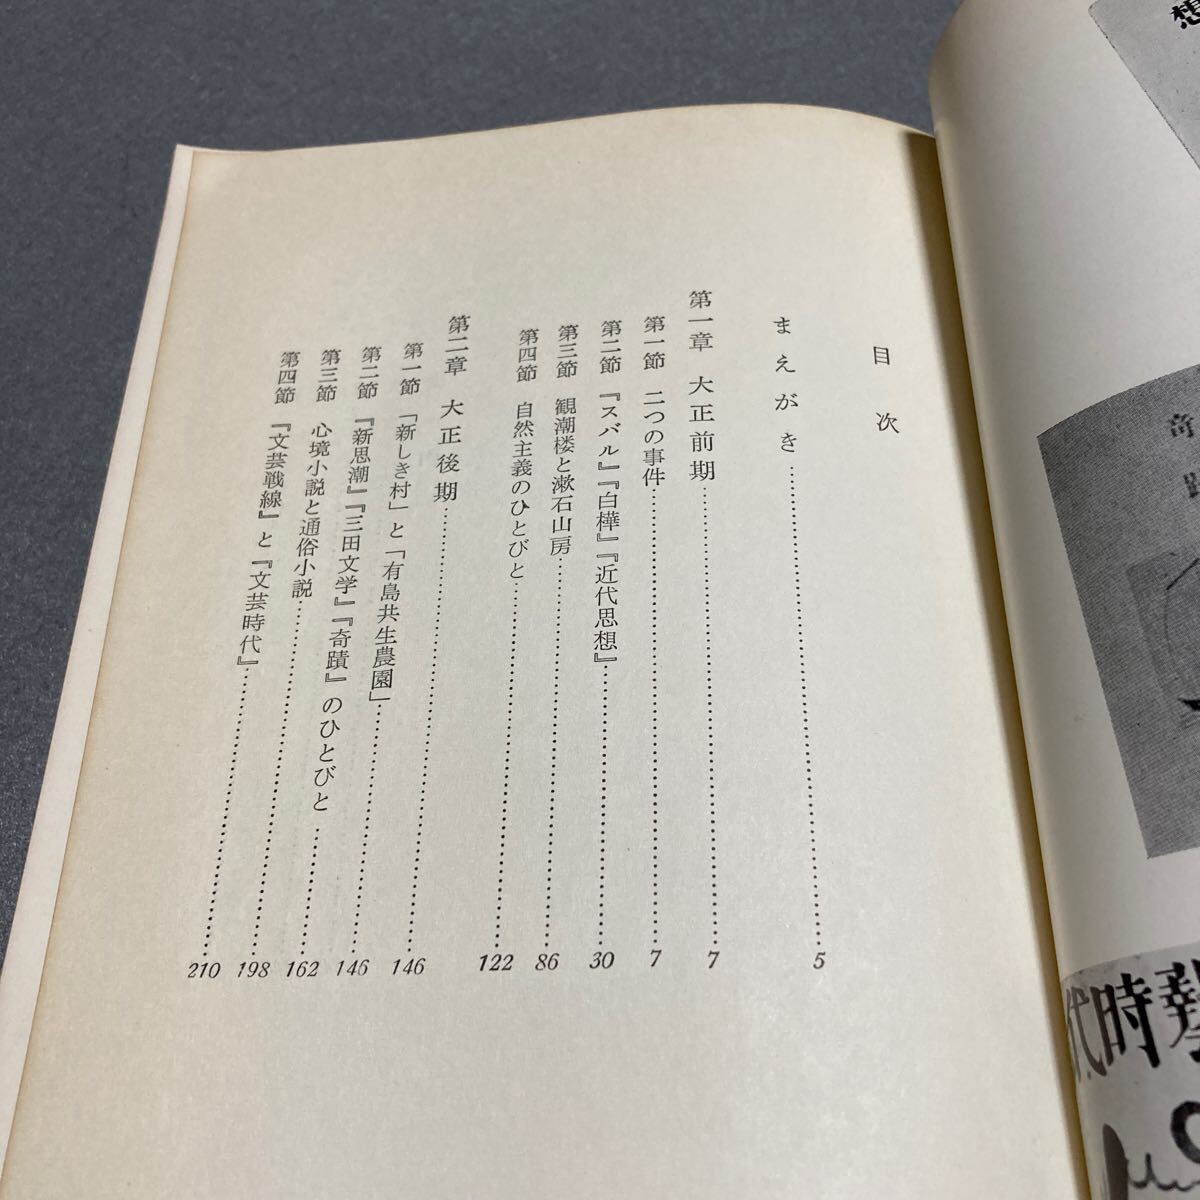 想
奇
蹟
代時藝
目次
まえがき……5
第一章 大正前期……7
第一節 二つの事件……7
第二節 『スバル』『白樺』『近代思想』……30
第三節 観潮楼と漱石山房……86
第四節 自然主義のひとびと……122
第二章 大正後期……146
第一節 「新しき村」と「有島共生農園」……146
第二節 『新思潮』『三田文学』『奇蹟』のひとびと……162
第三節 心境小説と通俗小説……198
第四節 『文芸戦線』と『文芸時代』……210